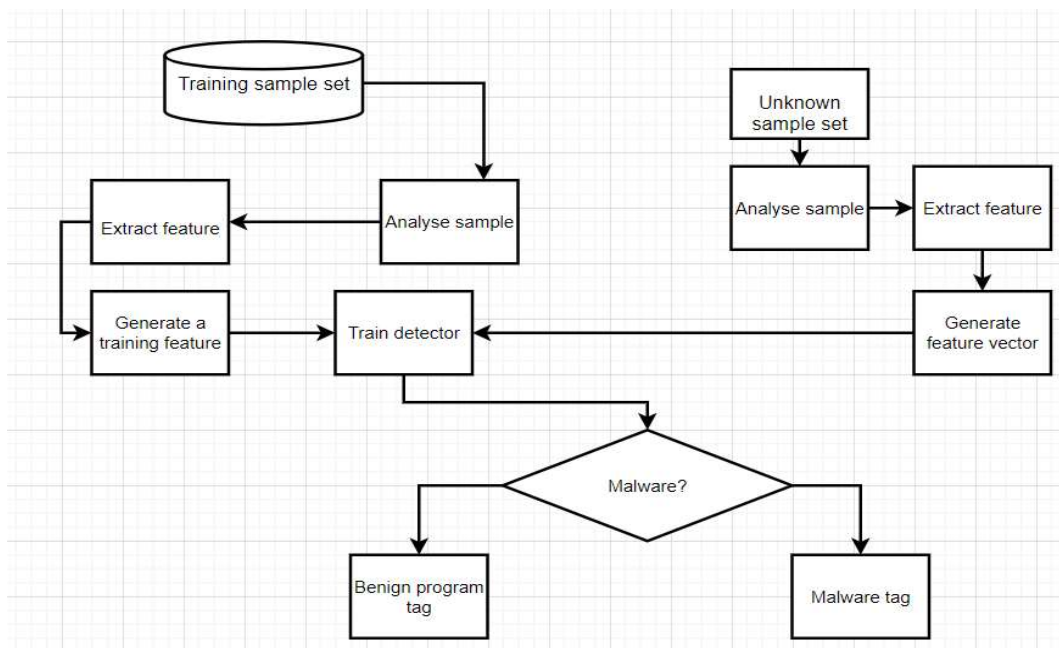 Training sample set
Unknown
sample set
Analyse sample
Extract feature
Analyse sample
Extract feature
Generate a
training feature
Train detector
Generate
feature vector
Malware?
Benign program
tag
Malware tag